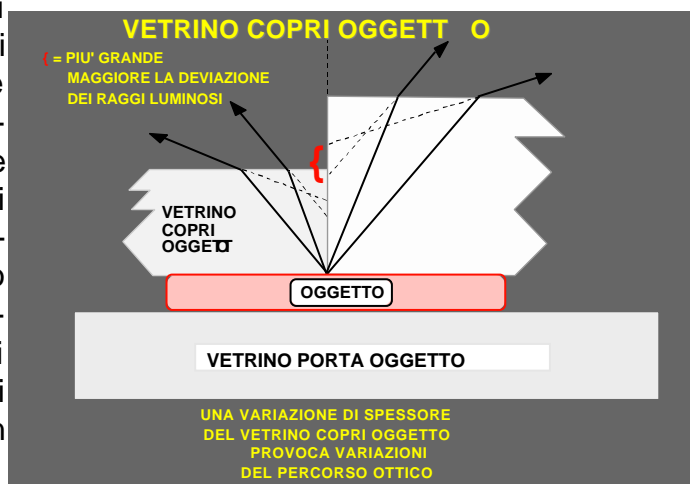 VETRINO COPRI OGGETT O
{ = PIU' GRANDE
MAGGIORE LA DEVIAZIONE
DEI RAGGI LUMINOSI
{
VETRINO
COPRI
OGGETTO
OGGETTO
VETRINO PORTA OGGETTO
UNA VARIAZIONE DI SPESSORE
DEL VETRINO COPRI OGGETTO
PROVOCA VARIAZIONI
DEL PERCORSO OTTICO